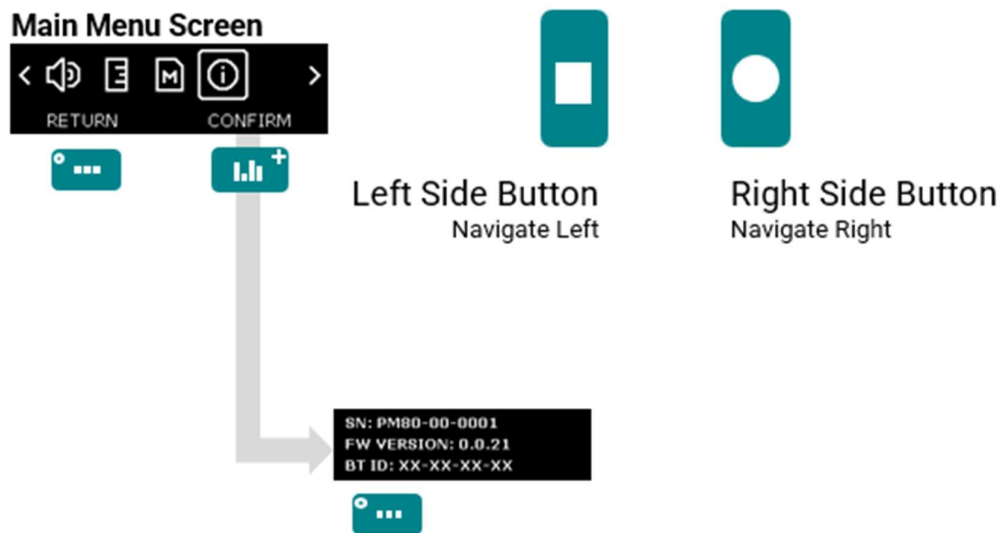 Main Menu Screen
RETURN CONFIRM
Left Side Button
Navigate Left
Right Side Button
Navigate Right
SN: PM80-00-0001
FW VERSION: 0.0.21
BT ID: XX-XX-XX-XX